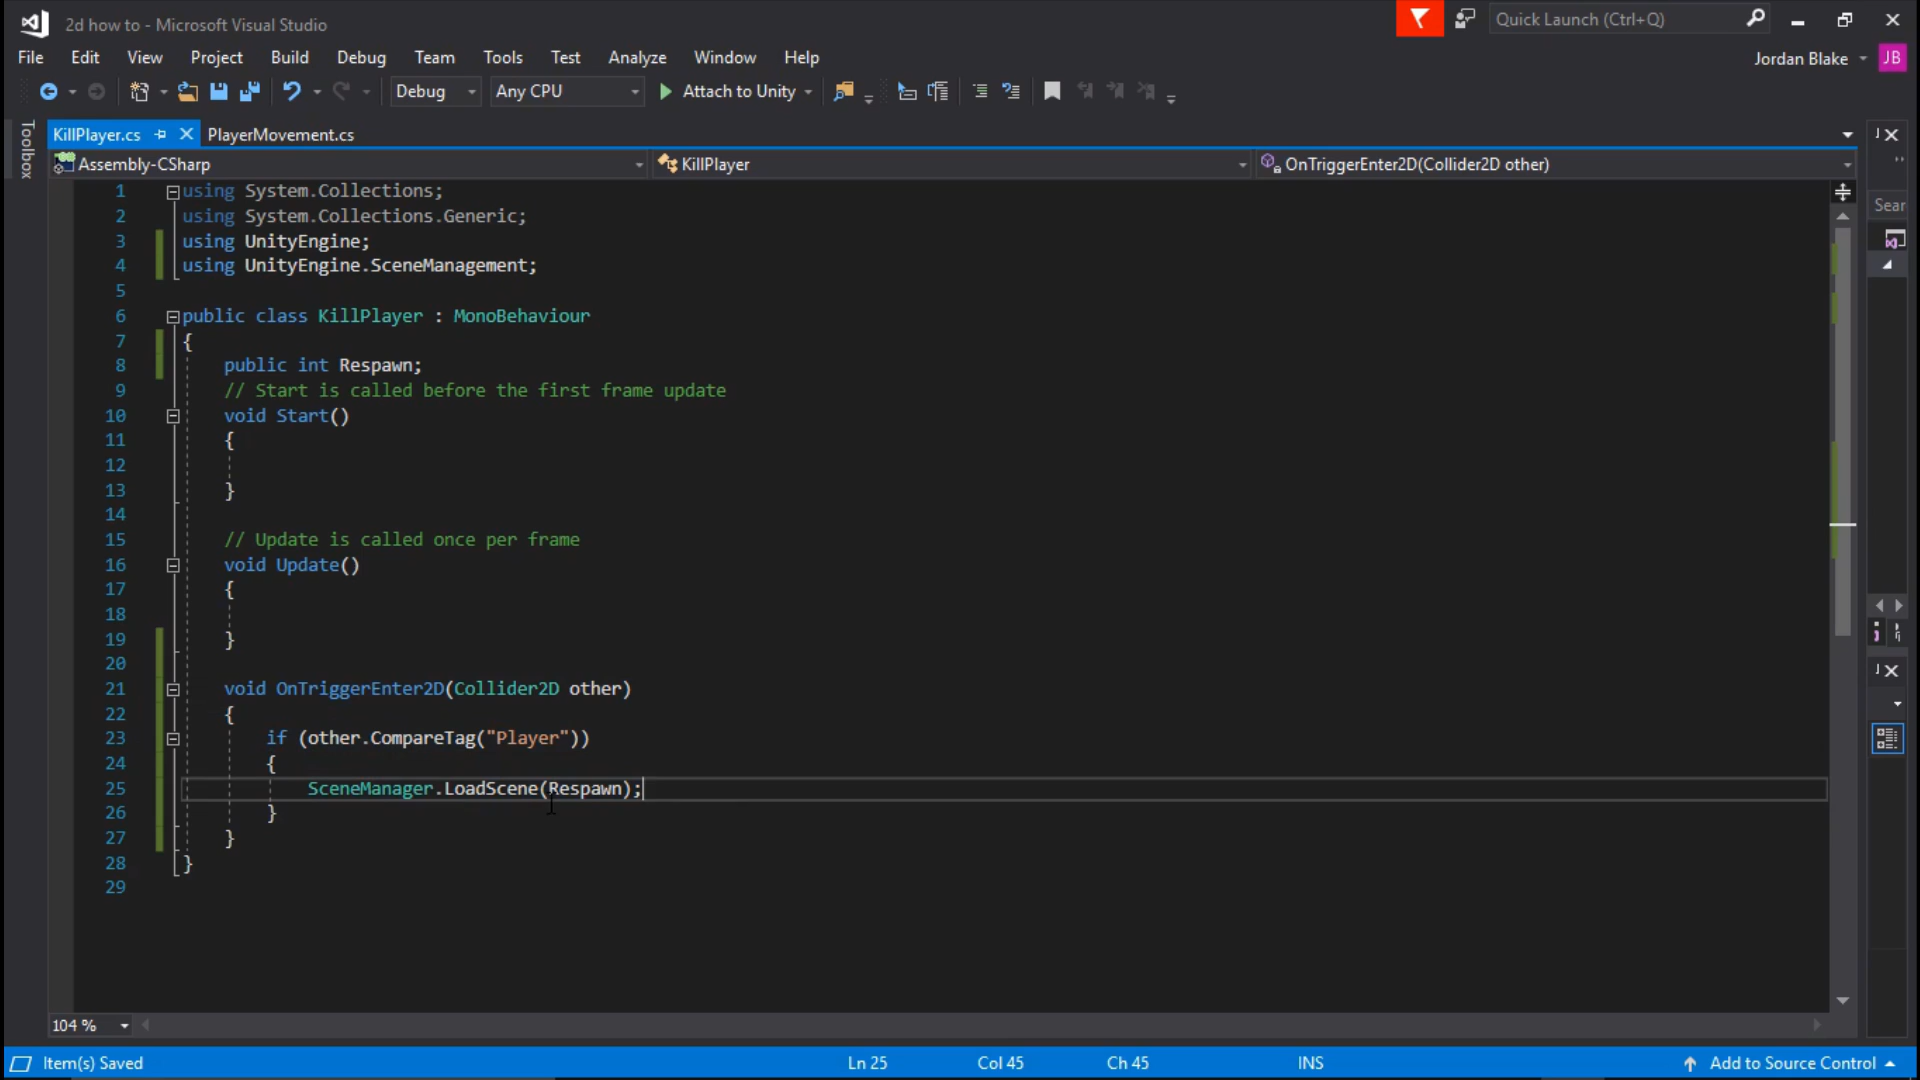 2d how to - Microsoft Visual Studio
Quick Launch (Ctrl+Q)
File Edit View Project Build Debug Team Tools Test Analyze Window Help
Jordan Blake JB
Debug Any CPU Attach to Unity
Toolbox
KillPlayer.cs PlayerMovement.cs
Assembly-CSharp KillPlayer OnTriggerEnter2D(Collider2D other)
1 using System.Collections;
2 using System.Collections.Generic;
3 using UnityEngine;
4 using UnityEngine.SceneManagement;
5
6 public class KillPlayer : MonoBehaviour
7 {
8 public int Respawn;
9 // Start is called before the first frame update
10 void Start()
11 {
12
13 }
14
15 // Update is called once per frame
16 void Update()
17 {
18
19 }
20
21 void OnTriggerEnter2D(Collider2D other)
22 {
23 if (other.CompareTag("Player"))
24 {
25 SceneManager.LoadScene(Respawn);
26 }
27 }
28 }
29
Sear
104 %
Item(s) Saved Ln 25 Col 45 Ch 45 INS Add to Source Control